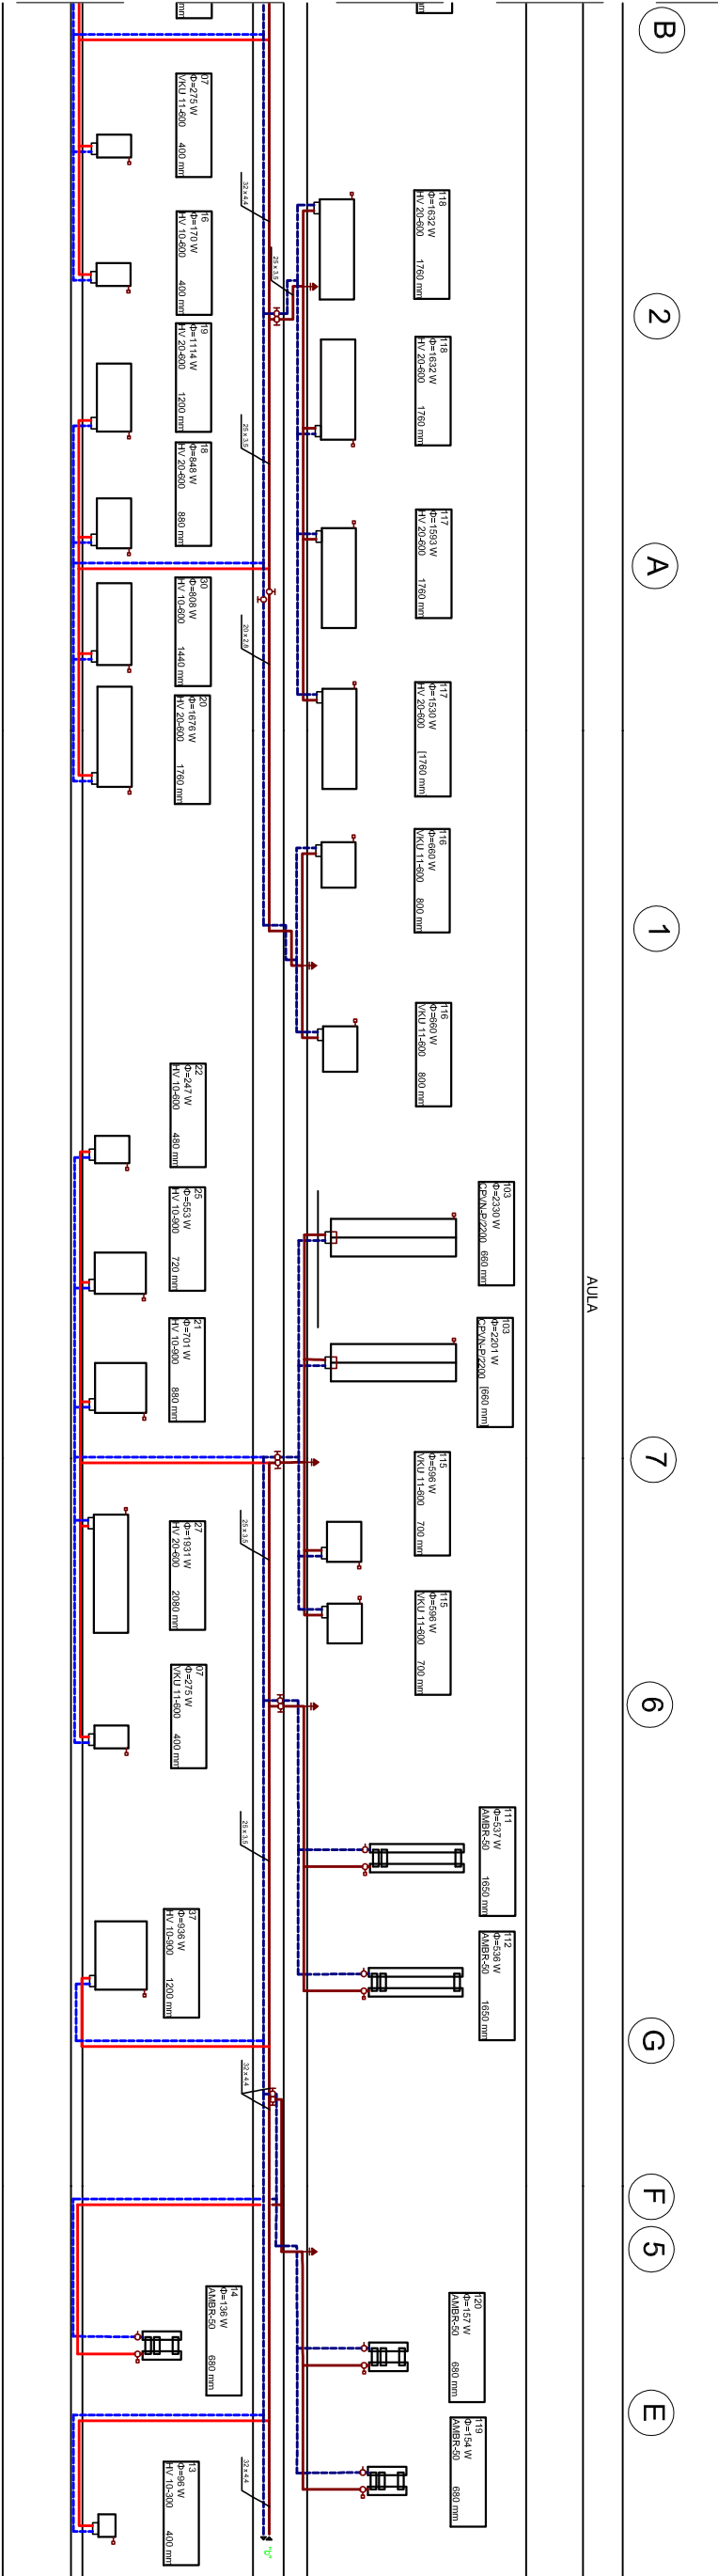 B
2
A
1
7
6
G
F
5
E
AULA
118
Φ=1632 W
HV 20-600 1760 mm
118
Φ=1632 W
HV 20-600 1760 mm
117
Φ=1593 W
HV 20-600 1760 mm
117
Φ=1530 W
HV 20-600 [1760 mm]
116
Φ=660 W
VKU 11-600 800 mm
116
Φ=660 W
VKU 11-600 800 mm
103
Φ=2330 W
CPVN-P/2200 660 mm
103
Φ=2201 W
CPVN-P/2200 [660 mm]
115
Φ=596 W
VKU 11-600 700 mm
115
Φ=596 W
VKU 11-600 700 mm
111
Φ=537 W
AMBR-50 1650 mm
112
Φ=536 W
AMBR-50 1650 mm
120
Φ=157 W
AMBR-50 680 mm
119
Φ=154 W
AMBR-50 680 mm
32 x 4.4
25 x 3.5
25 x 3.5
20 x 2.8
25 x 3.5
25 x 3.5
32 x 4.4
32 x 4.4
"D"
07
Φ=275 W
VKU 11-600 400 mm
16
Φ=170 W
HV 10-600 400 mm
19
Φ=1114 W
HV 20-600 1200 mm
18
Φ=848 W
HV 20-600 880 mm
30
Φ=808 W
HV 10-600 1440 mm
20
Φ=1676 W
HV 20-600 1760 mm
22
Φ=247 W
HV 10-600 480 mm
25
Φ=553 W
HV 10-900 720 mm
21
Φ=701 W
HV 10-900 880 mm
27
Φ=1931 W
HV 20-600 2080 mm
07
Φ=275 W
VKU 11-600 400 mm
37
Φ=936 W
HV 10-900 1200 mm
14
Φ=136 W
AMBR-50 680 mm
13
Φ=96 W
HV 10-300 400 mm